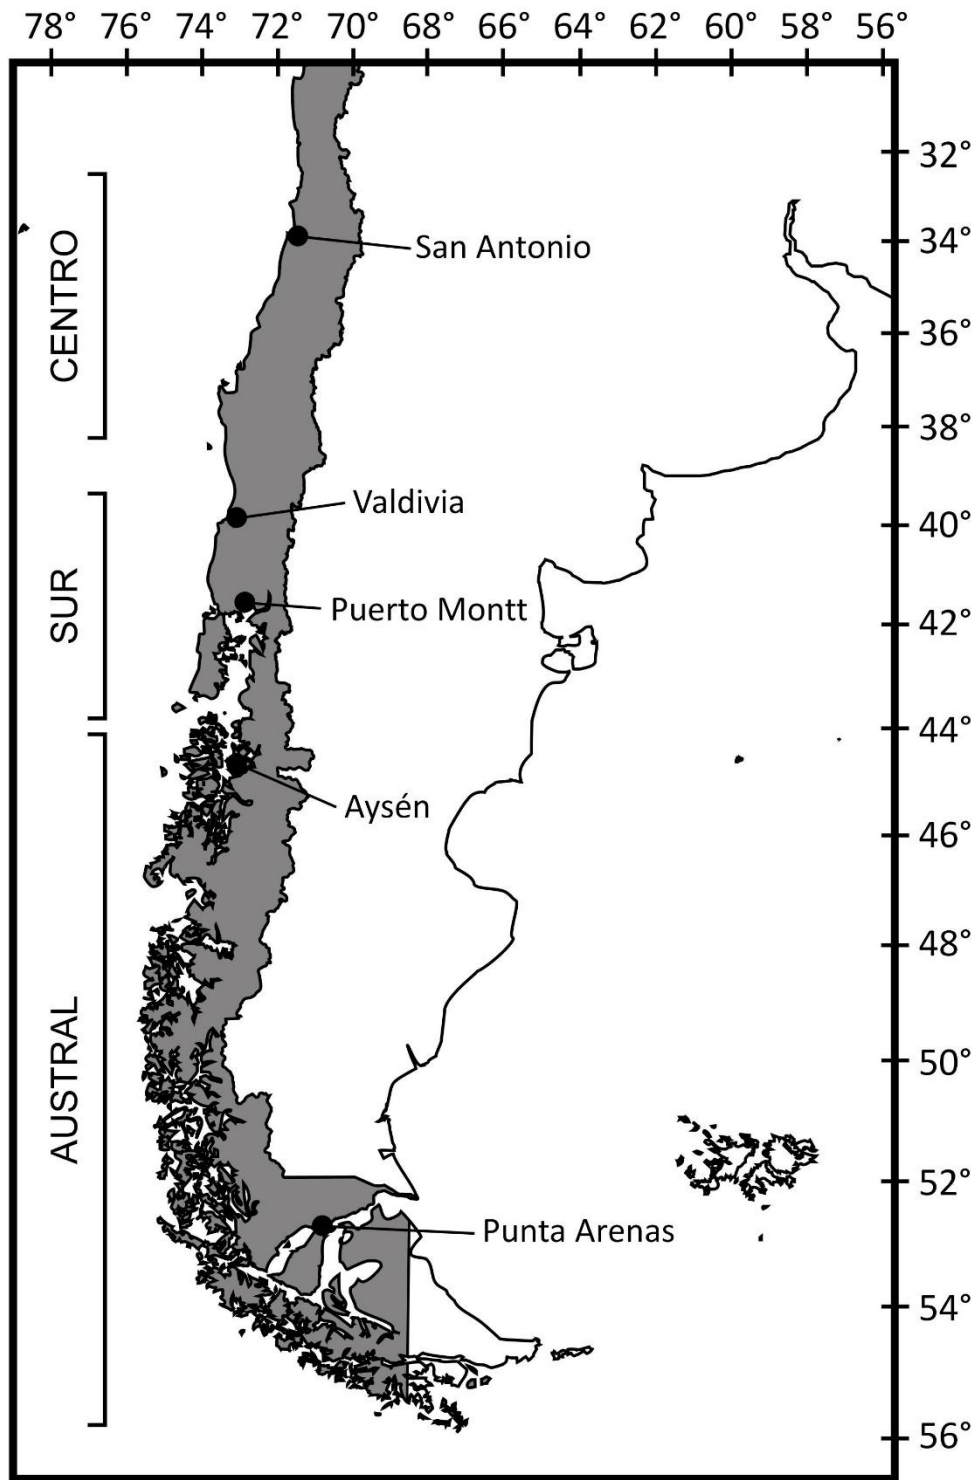 78° 76° 74° 72° 70° 68° 66° 64° 62° 60° 58° 56°
32°
34°
36°
38°
40°
42°
44°
46°
48°
50°
52°
54°
56°
CENTRO
SUR
AUSTRAL
San Antonio
Valdivia
Puerto Montt
Aysén
Punta Arenas